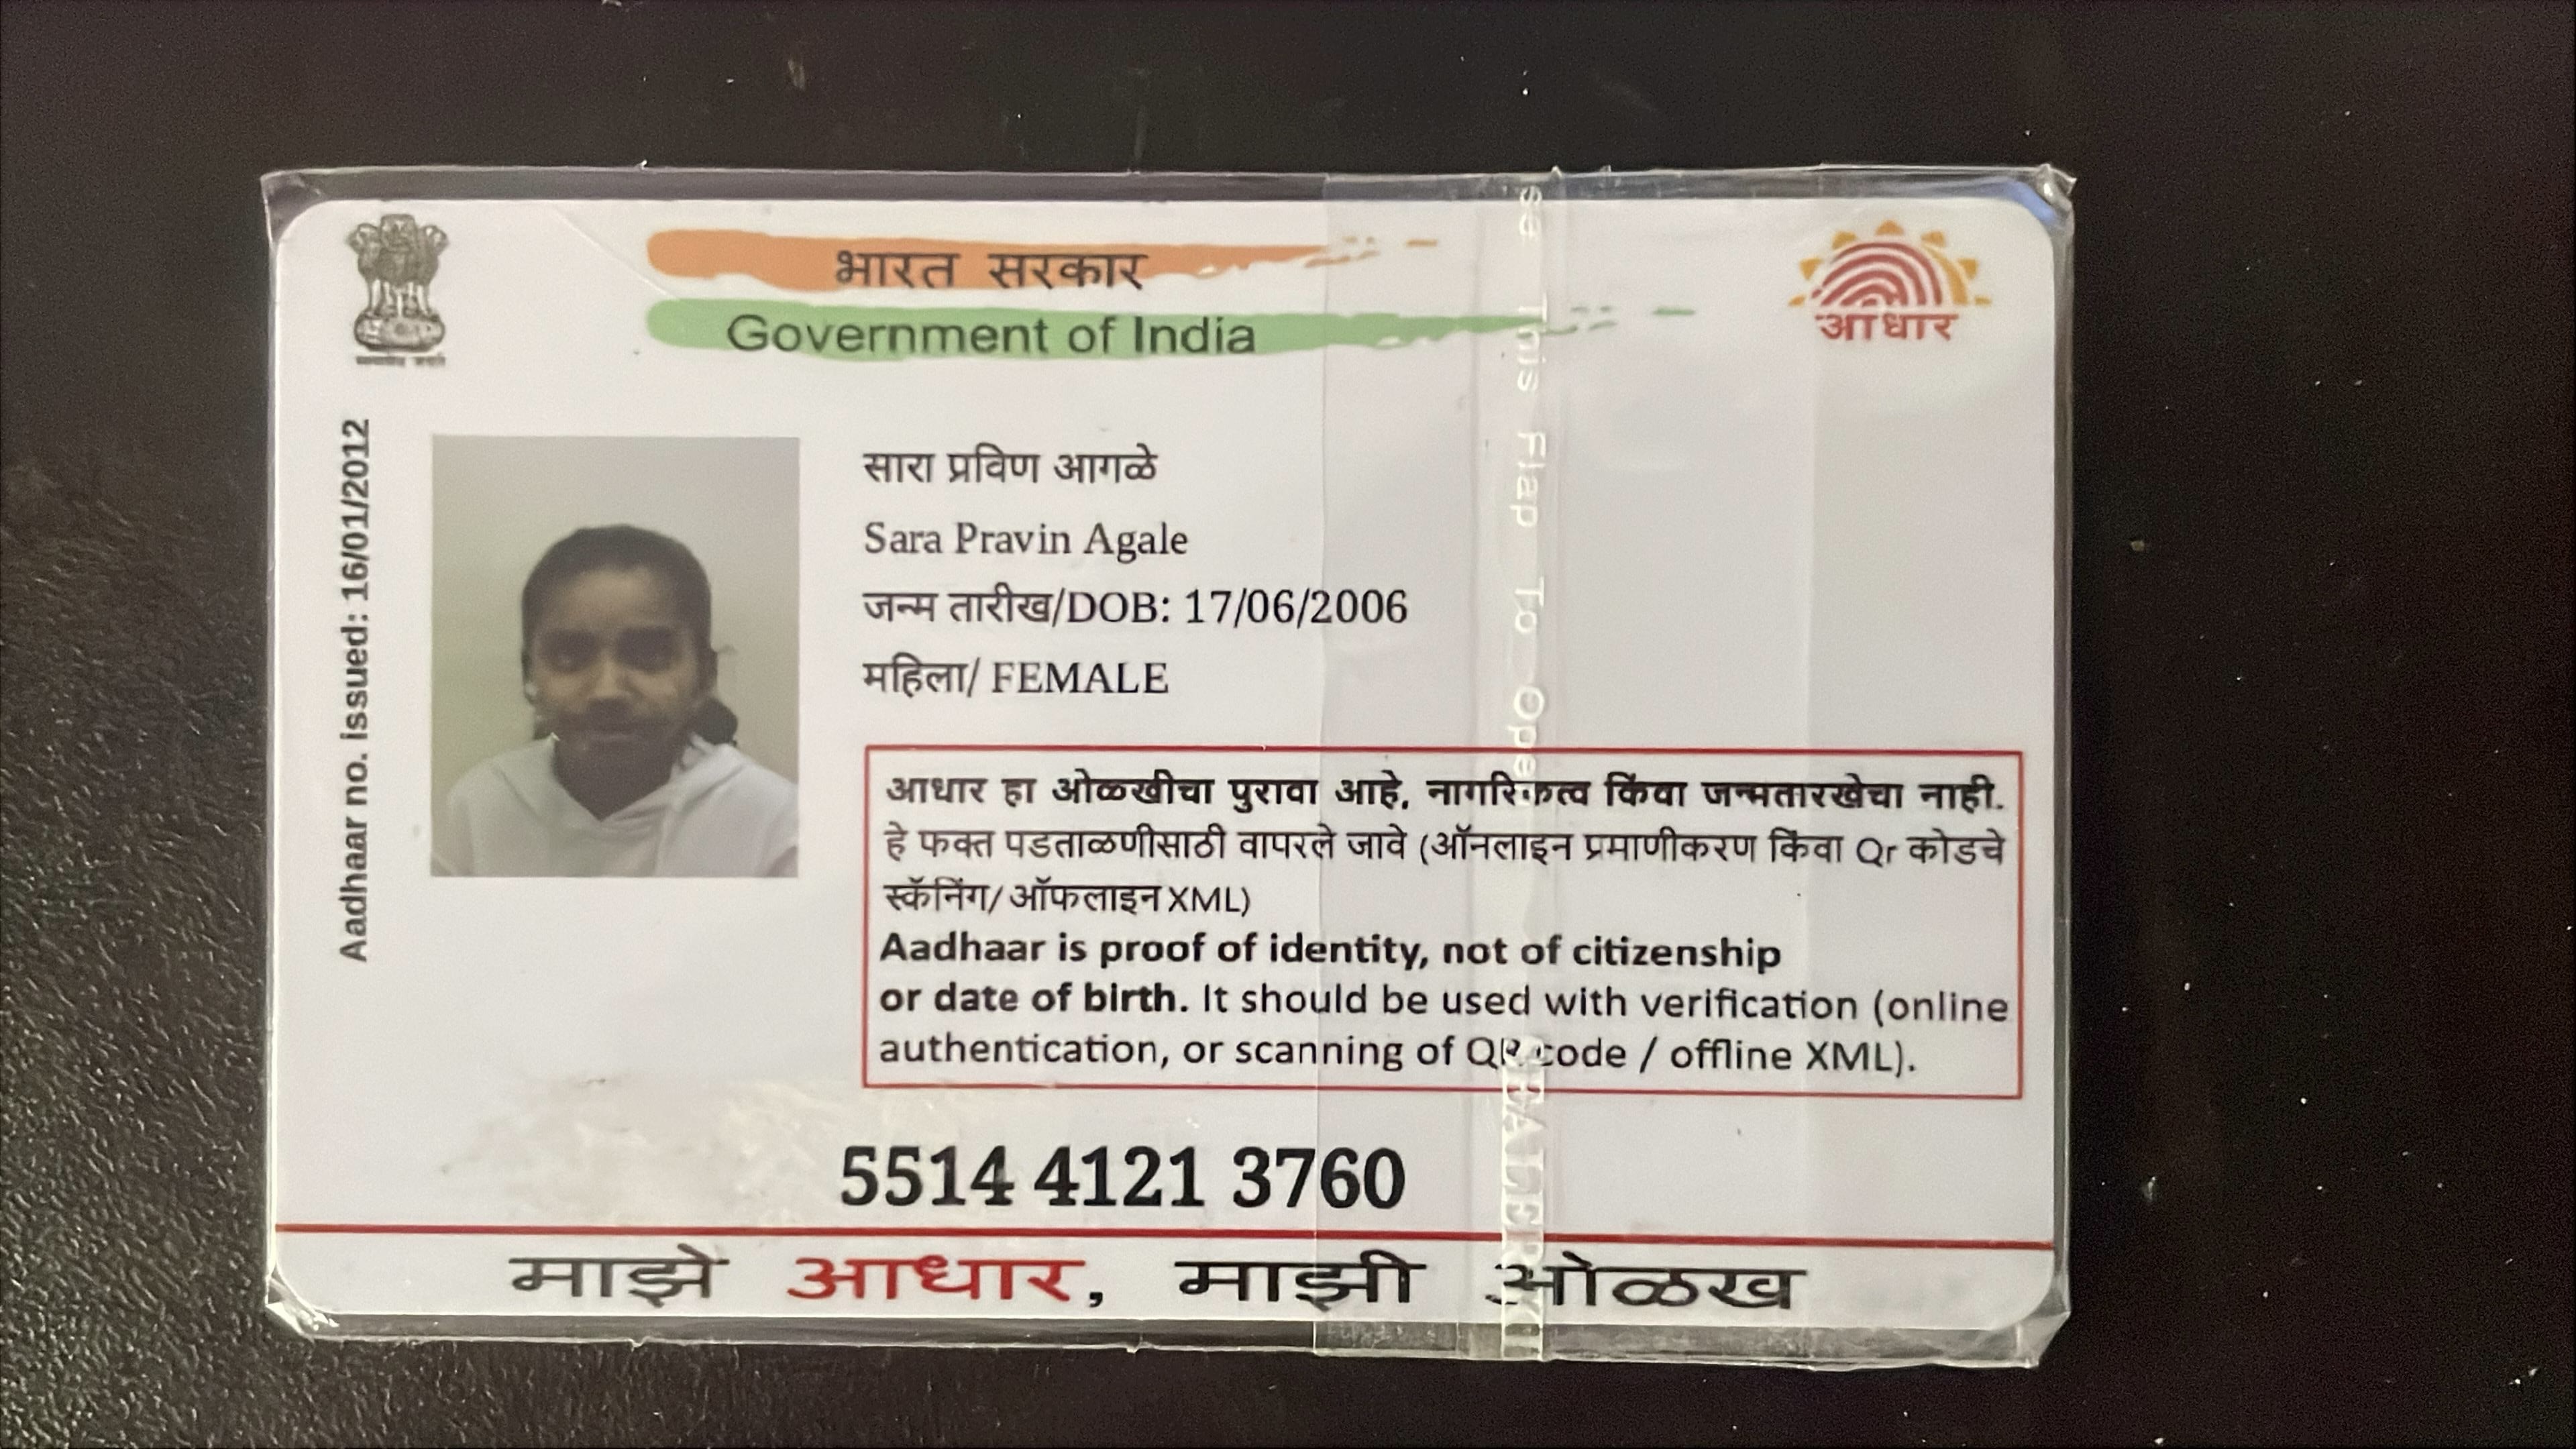 भारत सरकार
Government of India
आधार
Aadhaar no. issued: 16/01/2012
सारा प्रविण आगळे
Sara Pravin Agale
जन्म तारीख/DOB: 17/06/2006
महिला/ FEMALE
आधार हा ओळखीचा पुरावा आहे, नागरिकत्व किंवा जन्मतारखेचा नाही.
हे फक्त पडताळणीसाठी वापरले जावे (ऑनलाइन प्रमाणीकरण किंवा Qr कोडचे
स्कॅनिंग/ ऑफलाइन XML)
Aadhaar is proof of identity, not of citizenship
or date of birth. It should be used with verification (online
authentication, or scanning of QR code / offline XML).
5514 4121 3760
माझे आधार, माझी ओळख
This Flap To Open